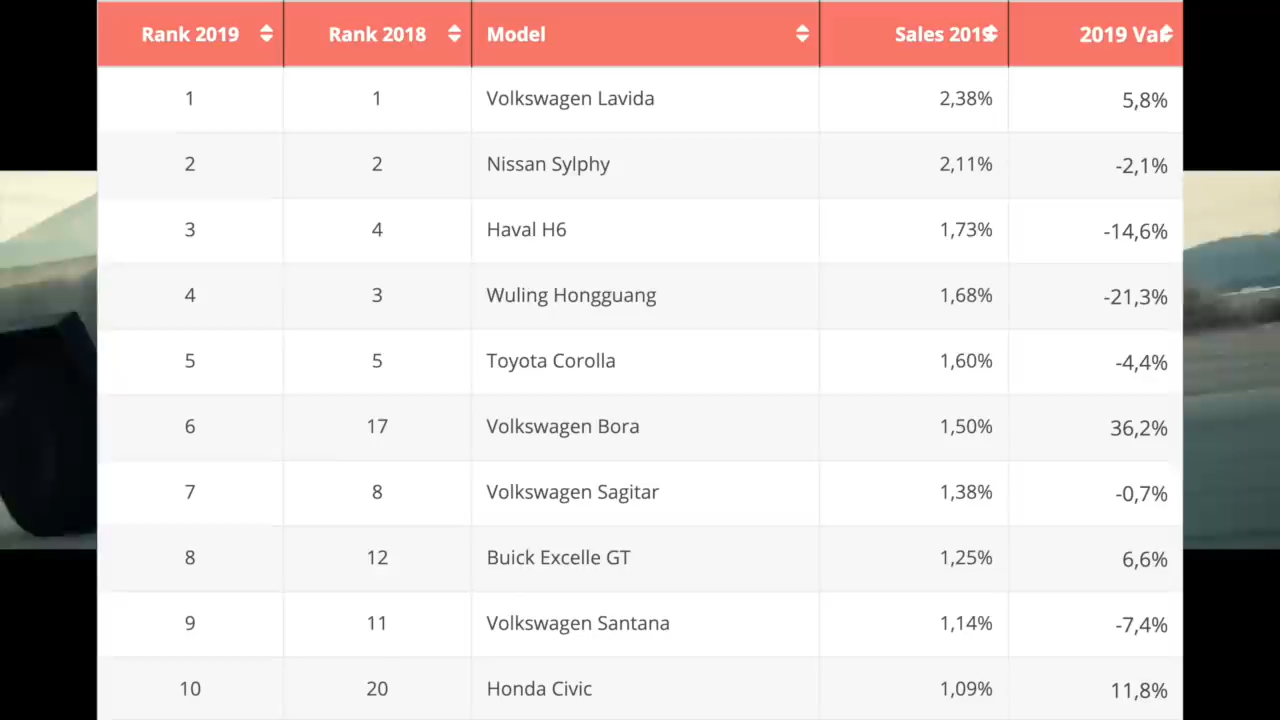 Rank 2019 Rank 2018 Model Sales 2019 2019 Var
1 1 Volkswagen Lavida 2,38% 5,8%
2 2 Nissan Sylphy 2,11% -2,1%
3 4 Haval H6 1,73% -14,6%
4 3 Wuling Hongguang 1,68% -21,3%
5 5 Toyota Corolla 1,60% -4,4%
6 17 Volkswagen Bora 1,50% 36,2%
7 8 Volkswagen Sagitar 1,38% -0,7%
8 12 Buick Excelle GT 1,25% 6,6%
9 11 Volkswagen Santana 1,14% -7,4%
10 20 Honda Civic 1,09% 11,8%